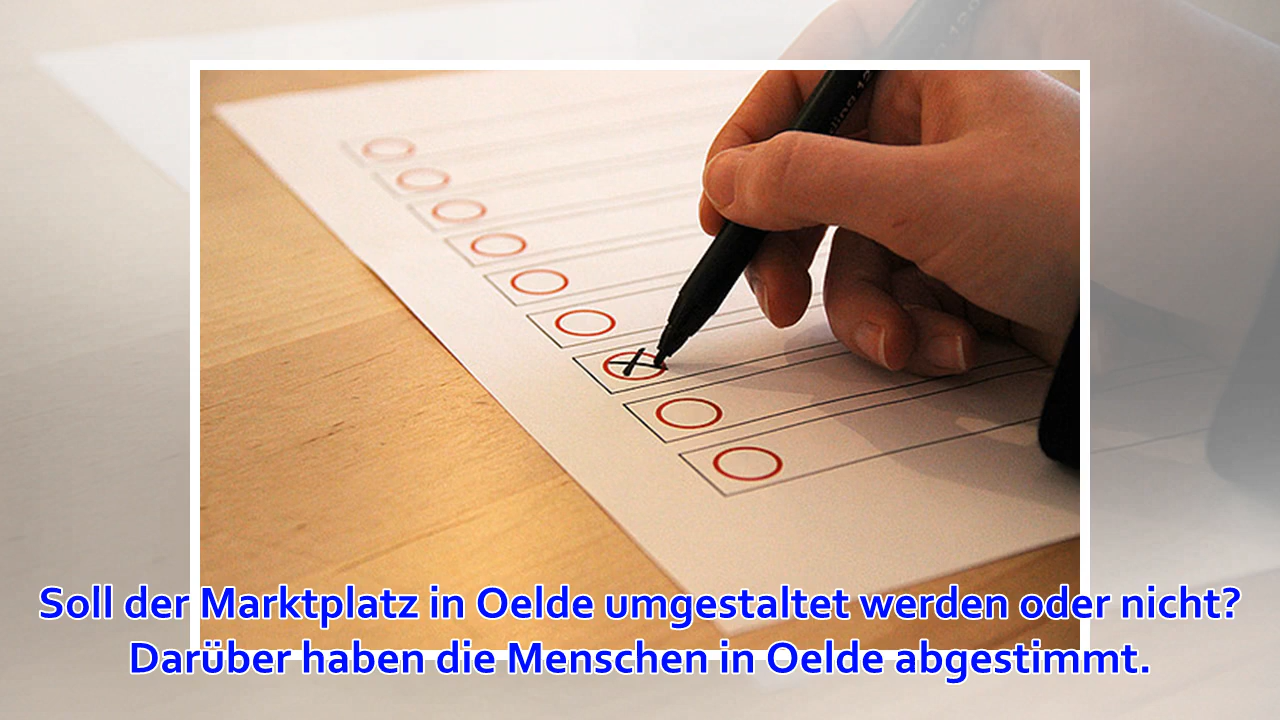 Soll der Marktplatz in Oelde umgestaltet werden oder nicht?
Darüber haben die Menschen in Oelde abgestimmt.